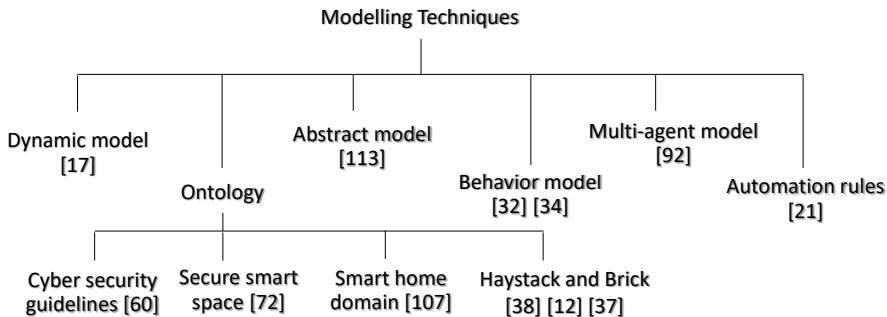 Modelling Techniques
Dynamic model
[17]
Ontology
Abstract model
[113]
Behavior model
[32] [34]
Multi-agent model
[92]
Automation rules
[21]
Cyber security
guidelines [60]
Secure smart
space [72]
Smart home
domain [107]
Haystack and Brick
[38] [12] [37]